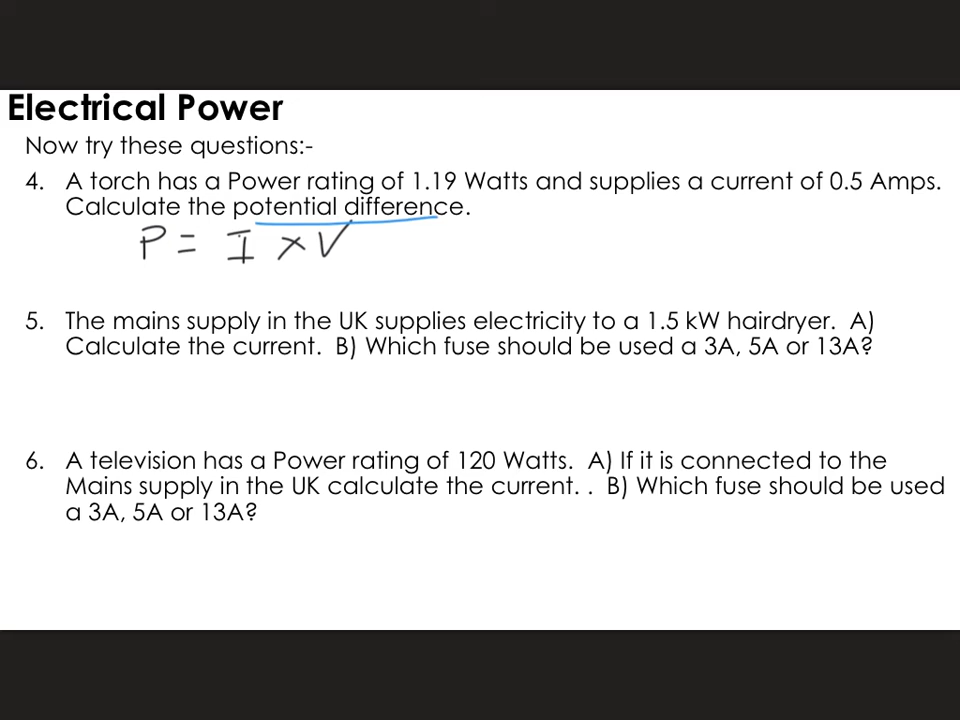 Electrical Power
Now try these questions:-
4. A torch has a Power rating of 1.19 Watts and supplies a current of 0.5 Amps.
Calculate the potential difference.
P = I × V
5. The mains supply in the UK supplies electricity to a 1.5 kW hairdryer. A)
Calculate the current. B) Which fuse should be used a 3A, 5A or 13A?
6. A television has a Power rating of 120 Watts. A) If it is connected to the
Mains supply in the UK calculate the current. . B) Which fuse should be used
a 3A, 5A or 13A?